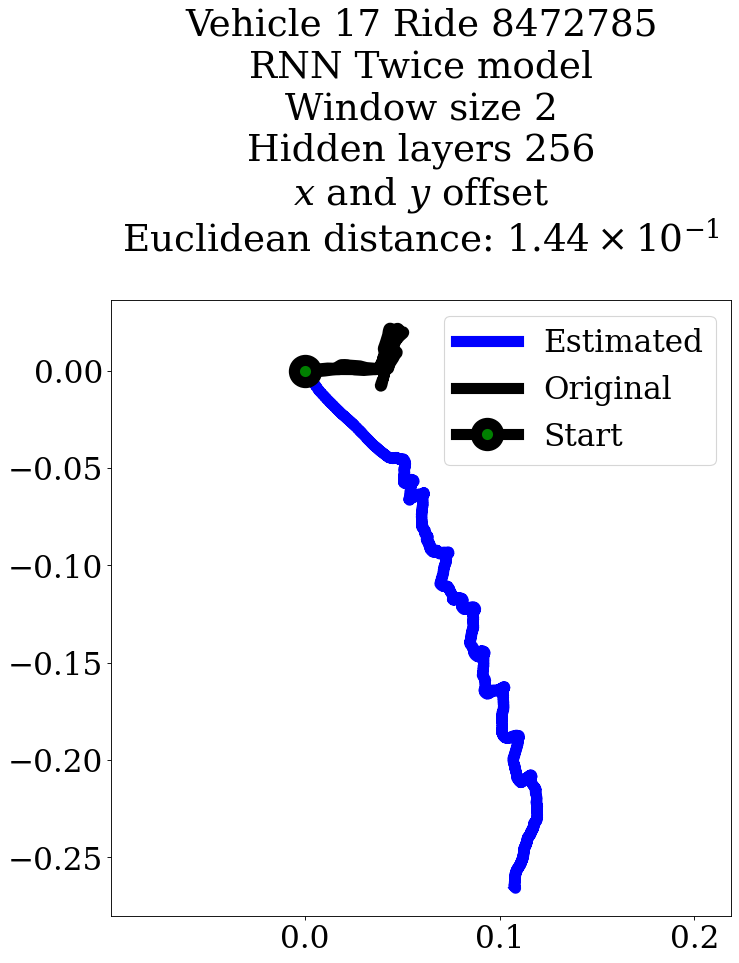 Vehicle 17 Ride 8472785
RNN Twice model
Window size 2
Hidden layers 256
x and y offset
Euclidean distance: 1.44 × 10⁻¹
Estimated
Original
Start
0.00
−0.05
−0.10
−0.15
−0.20
−0.25
0.0 0.1 0.2